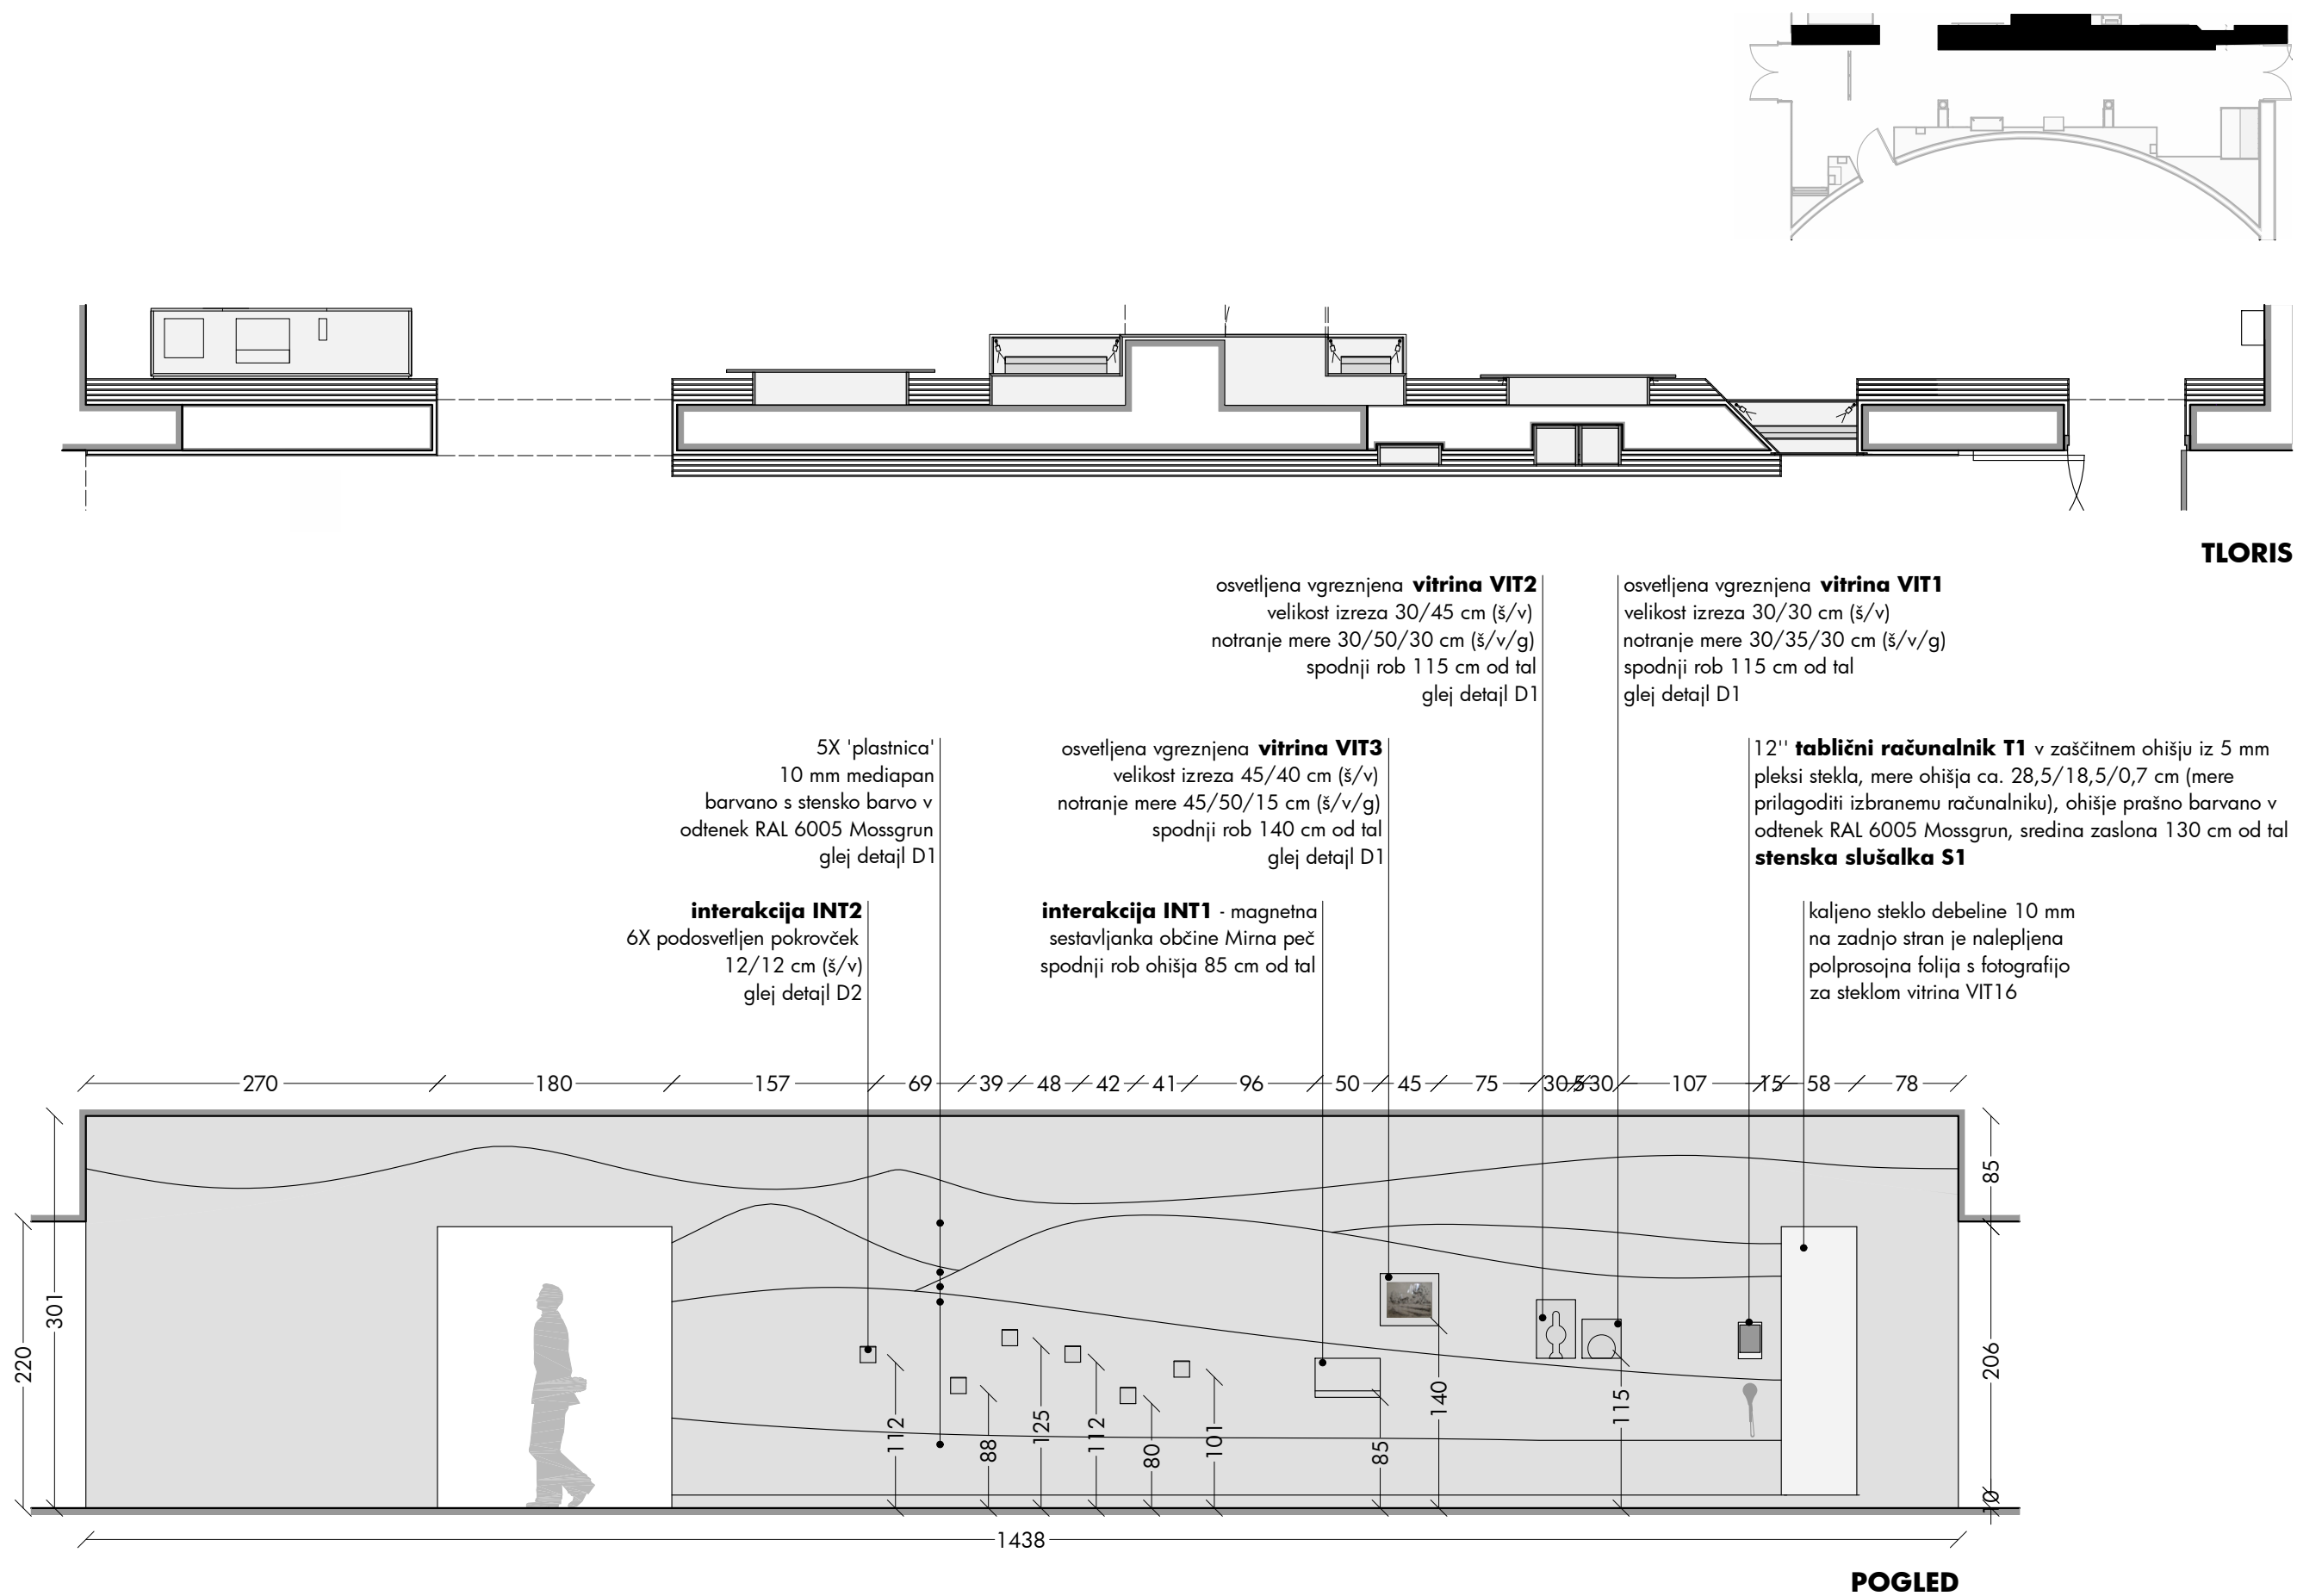 TLORIS
osvetljena vgreznjena vitrina VIT2
velikost izreza 30/45 cm (š/v)
notranje mere 30/50/30 cm (š/v/g)
spodnji rob 115 cm od tal
glej detajl D1
osvetljena vgreznjena vitrina VIT1
velikost izreza 30/30 cm (š/v)
notranje mere 30/35/30 cm (š/v/g)
spodnji rob 115 cm od tal
glej detajl D1
5X 'plastnica'
10 mm mediapan
barvano s stensko barvo v
odtenek RAL 6005 Mossgrun
glej detajl D1
osvetljena vgreznjena vitrina VIT3
velikost izreza 45/40 cm (š/v)
notranje mere 45/50/15 cm (š/v/g)
spodnji rob 140 cm od tal
glej detajl D1
12'' tablični računalnik T1 v zaščitnem ohišju iz 5 mm
pleksi stekla, mere ohišja ca. 28,5/18,5/0,7 cm (mere
prilagoditi izbranemu računalniku), ohišje prašno barvano v
odtenek RAL 6005 Mossgrun, sredina zaslona 130 cm od tal
stenska slušalka S1
interakcija INT2
6X podosvetljen pokrovček
12/12 cm (š/v)
glej detajl D2
interakcija INT1 - magnetna
sestavljanka občine Mirna peč
spodnji rob ohišja 85 cm od tal
kaljeno steklo debeline 10 mm
na zadnjo stran je nalepljena
polprosojna folija s fotografijo
za steklom vitrina VIT16
270 180 157 69 39 48 42 41 96 50 45 75 30 5 30 107 15 58 78
220
301
112
88
125
112
80
101
85
140
115
85
206
10
1438
POGLED